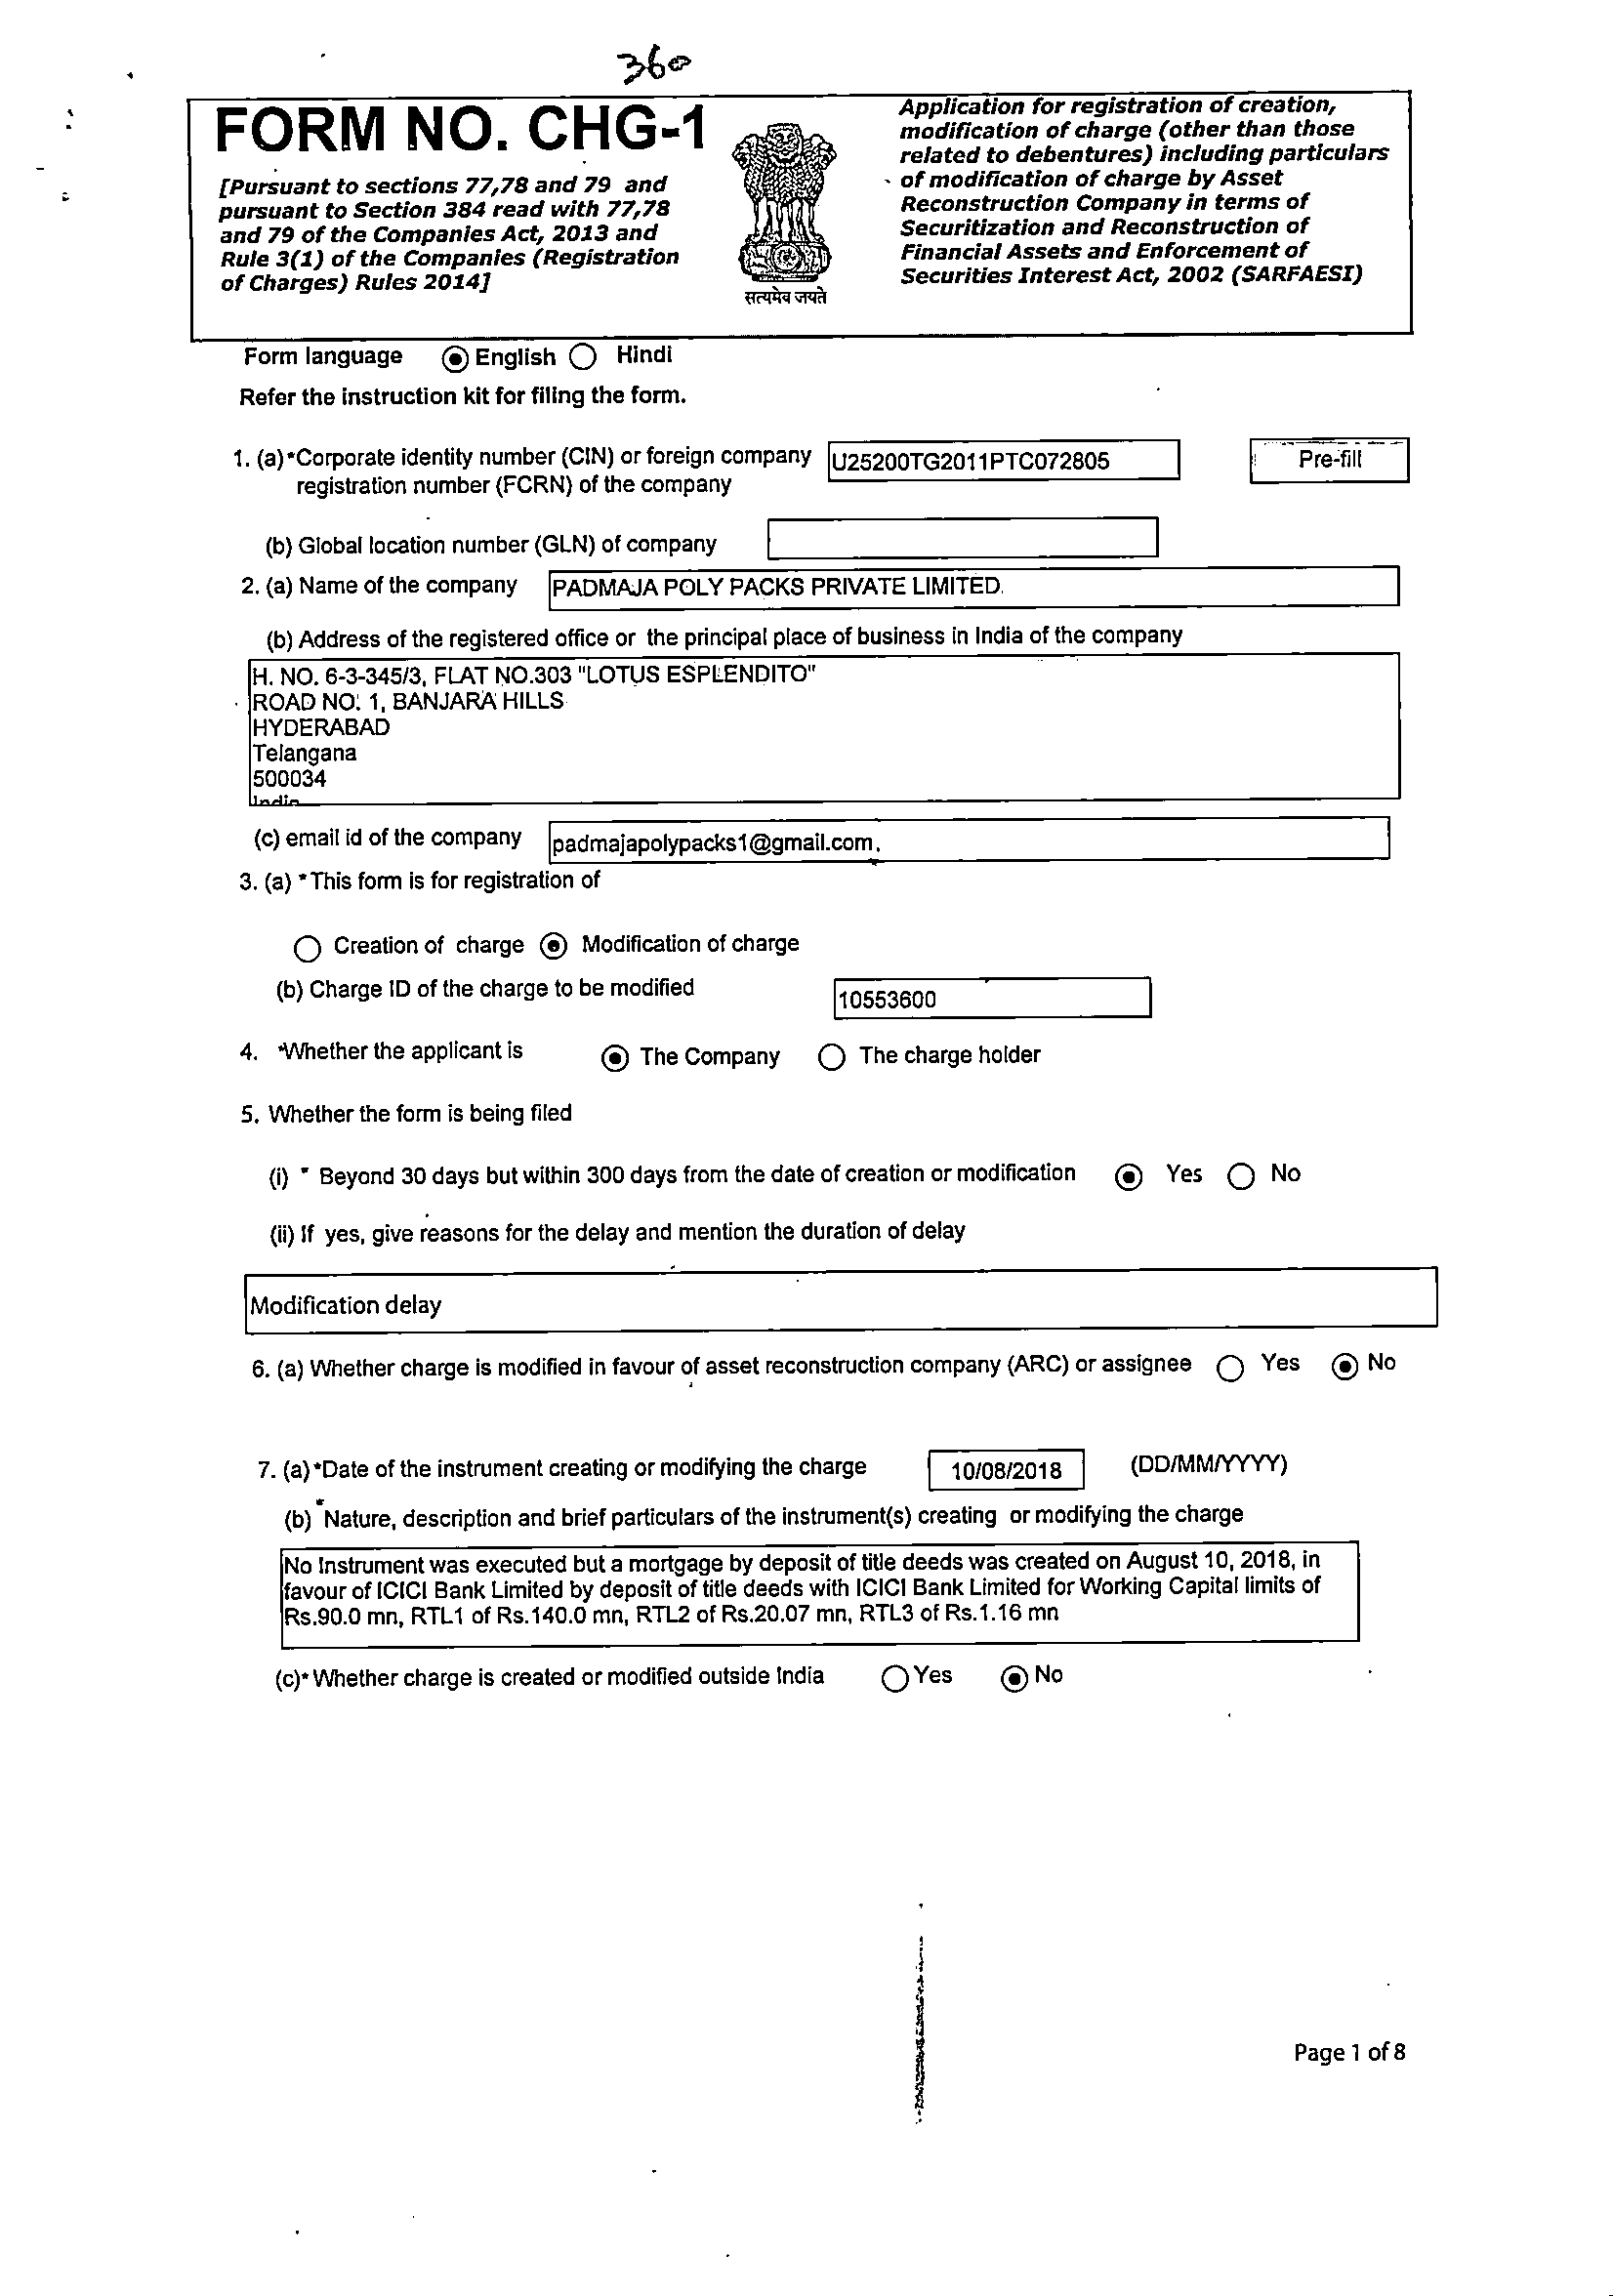 360
FORM NO. CHG-1
[Pursuant to sections 77,78 and 79 and
pursuant to Section 384 read with 77,78
and 79 of the Companies Act, 2013 and
Rule 3(1) of the Companies (Registration
of Charges) Rules 2014]
सत्यमेव जयते
Application for registration of creation,
modification of charge (other than those
related to debentures) including particulars
of modification of charge by Asset
Reconstruction Company in terms of
Securitization and Reconstruction of
Financial Assets and Enforcement of
Securities Interest Act, 2002 (SARFAESI)
Form language English Hindi
Refer the instruction kit for filing the form.
1. (a)*Corporate identity number (CIN) or foreign company U25200TG2011PTC072805 Pre-fill
registration number (FCRN) of the company
(b) Global location number (GLN) of company
2. (a) Name of the company PADMAJA POLY PACKS PRIVATE LIMITED
(b) Address of the registered office or the principal place of business in India of the company
H. NO. 6-3-345/3, FLAT NO.303 "LOTUS ESPLENDITO"
ROAD NO. 1, BANJARA HILLS
HYDERABAD
Telangana
500034
India
(c) email id of the company padmajapolypacks1@gmail.com
3. (a) *This form is for registration of
Creation of charge Modification of charge
(b) Charge ID of the charge to be modified 10553600
4. *Whether the applicant is The Company The charge holder
5. Whether the form is being filed
(i) * Beyond 30 days but within 300 days from the date of creation or modification Yes No
(ii) If yes, give reasons for the delay and mention the duration of delay
Modification delay
6. (a) Whether charge is modified in favour of asset reconstruction company (ARC) or assignee Yes No
7. (a)*Date of the instrument creating or modifying the charge 10/08/2018 (DD/MM/YYYY)
(b) *Nature, description and brief particulars of the instrument(s) creating or modifying the charge
No Instrument was executed but a mortgage by deposit of title deeds was created on August 10, 2018, in
favour of ICICI Bank Limited by deposit of title deeds with ICICI Bank Limited for Working Capital limits of
Rs.90.0 mn, RTL1 of Rs.140.0 mn, RTL2 of Rs.20.07 mn, RTL3 of Rs.1.16 mn
(c)*Whether charge is created or modified outside India Yes No
Page 1 of 8